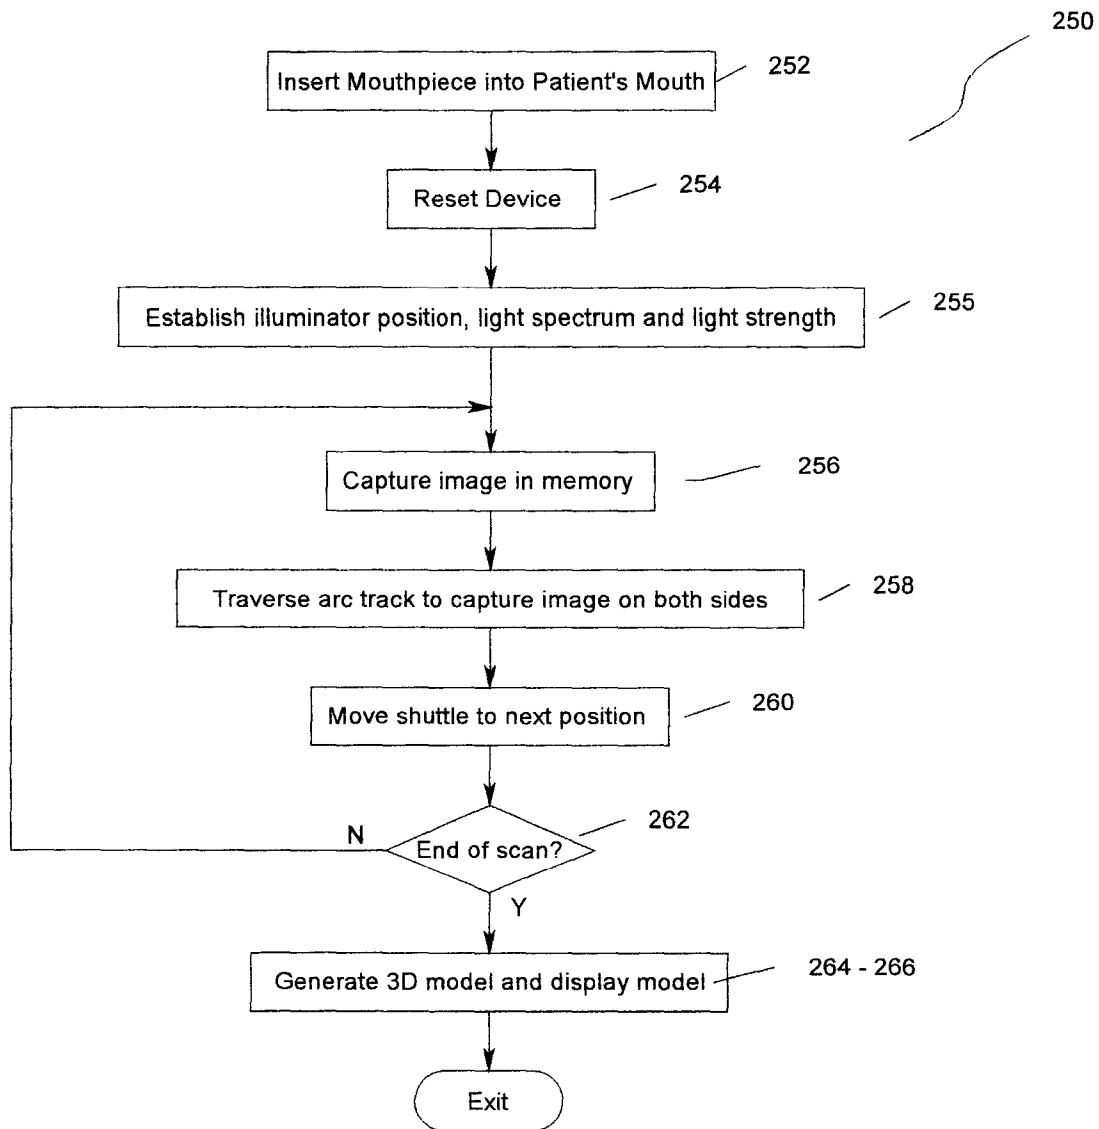 250
Insert Mouthpiece into Patient's Mouth
252
Reset Device
254
Establish illuminator position, light spectrum and light strength
255
Capture image in memory
256
Traverse arc track to capture image on both sides
258
Move shuttle to next position
260
End of scan?
262
N
Y
Generate 3D model and display model
264 - 266
Exit